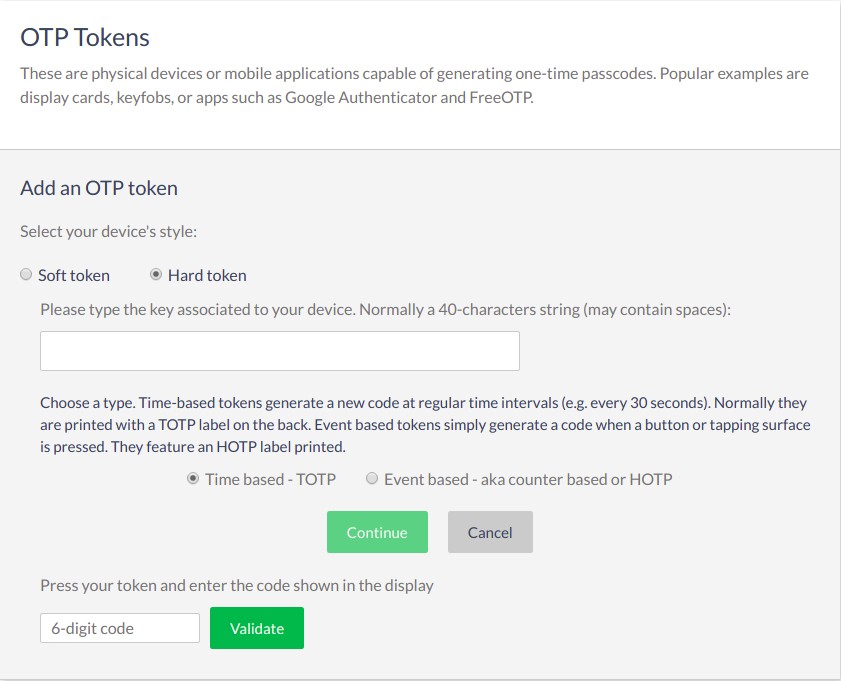 OTP Tokens
These are physical devices or mobile applications capable of generating one-time passcodes. Popular examples are
display cards, keyfobs, or apps such as Google Authenticator and FreeOTP.
Add an OTP token
Select your device's style:
Soft token Hard token
Please type the key associated to your device. Normally a 40-characters string (may contain spaces):
Choose a type. Time-based tokens generate a new code at regular time intervals (e.g. every 30 seconds). Normally they
are printed with a TOTP label on the back. Event based tokens simply generate a code when a button or tapping surface
is pressed. They feature an HOTP label printed.
Time based - TOTP Event based - aka counter based or HOTP
Continue Cancel
Press your token and enter the code shown in the display
6-digit code Validate